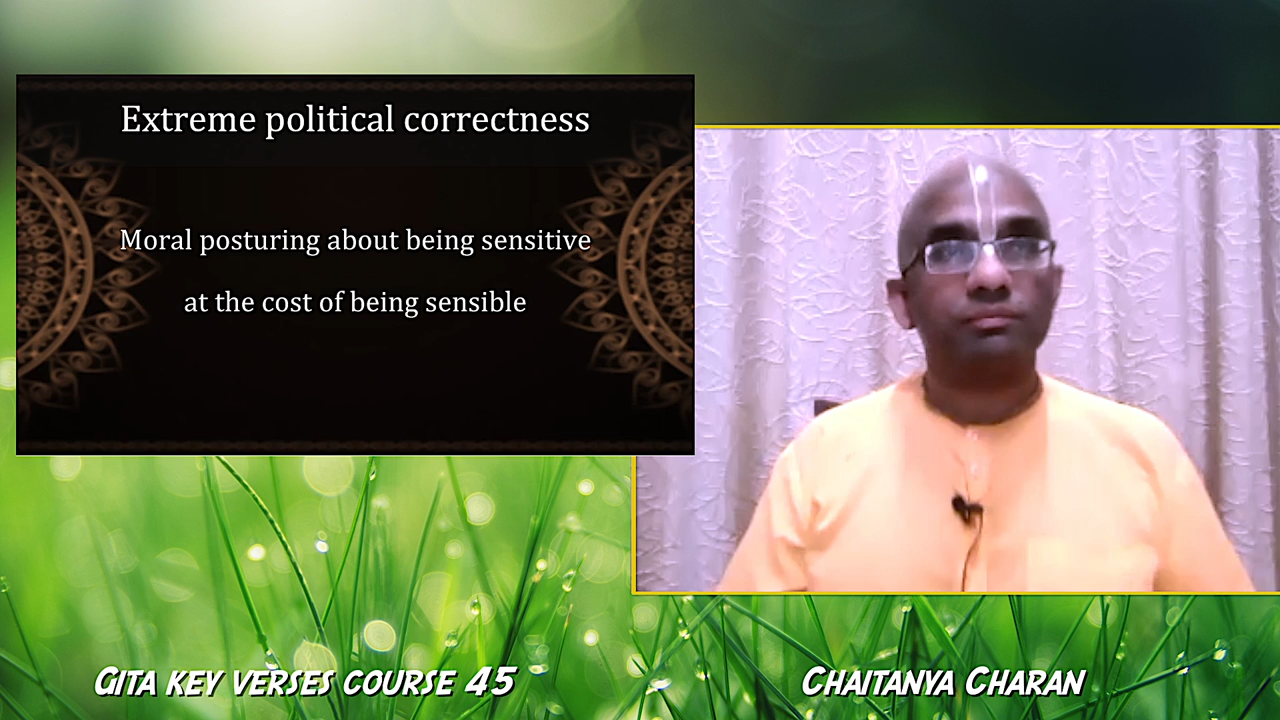 Extreme political correctness
Moral posturing about being sensitive
at the cost of being sensible
GITA KEY VERSES COURSE 45
CHAITANYA CHARAN